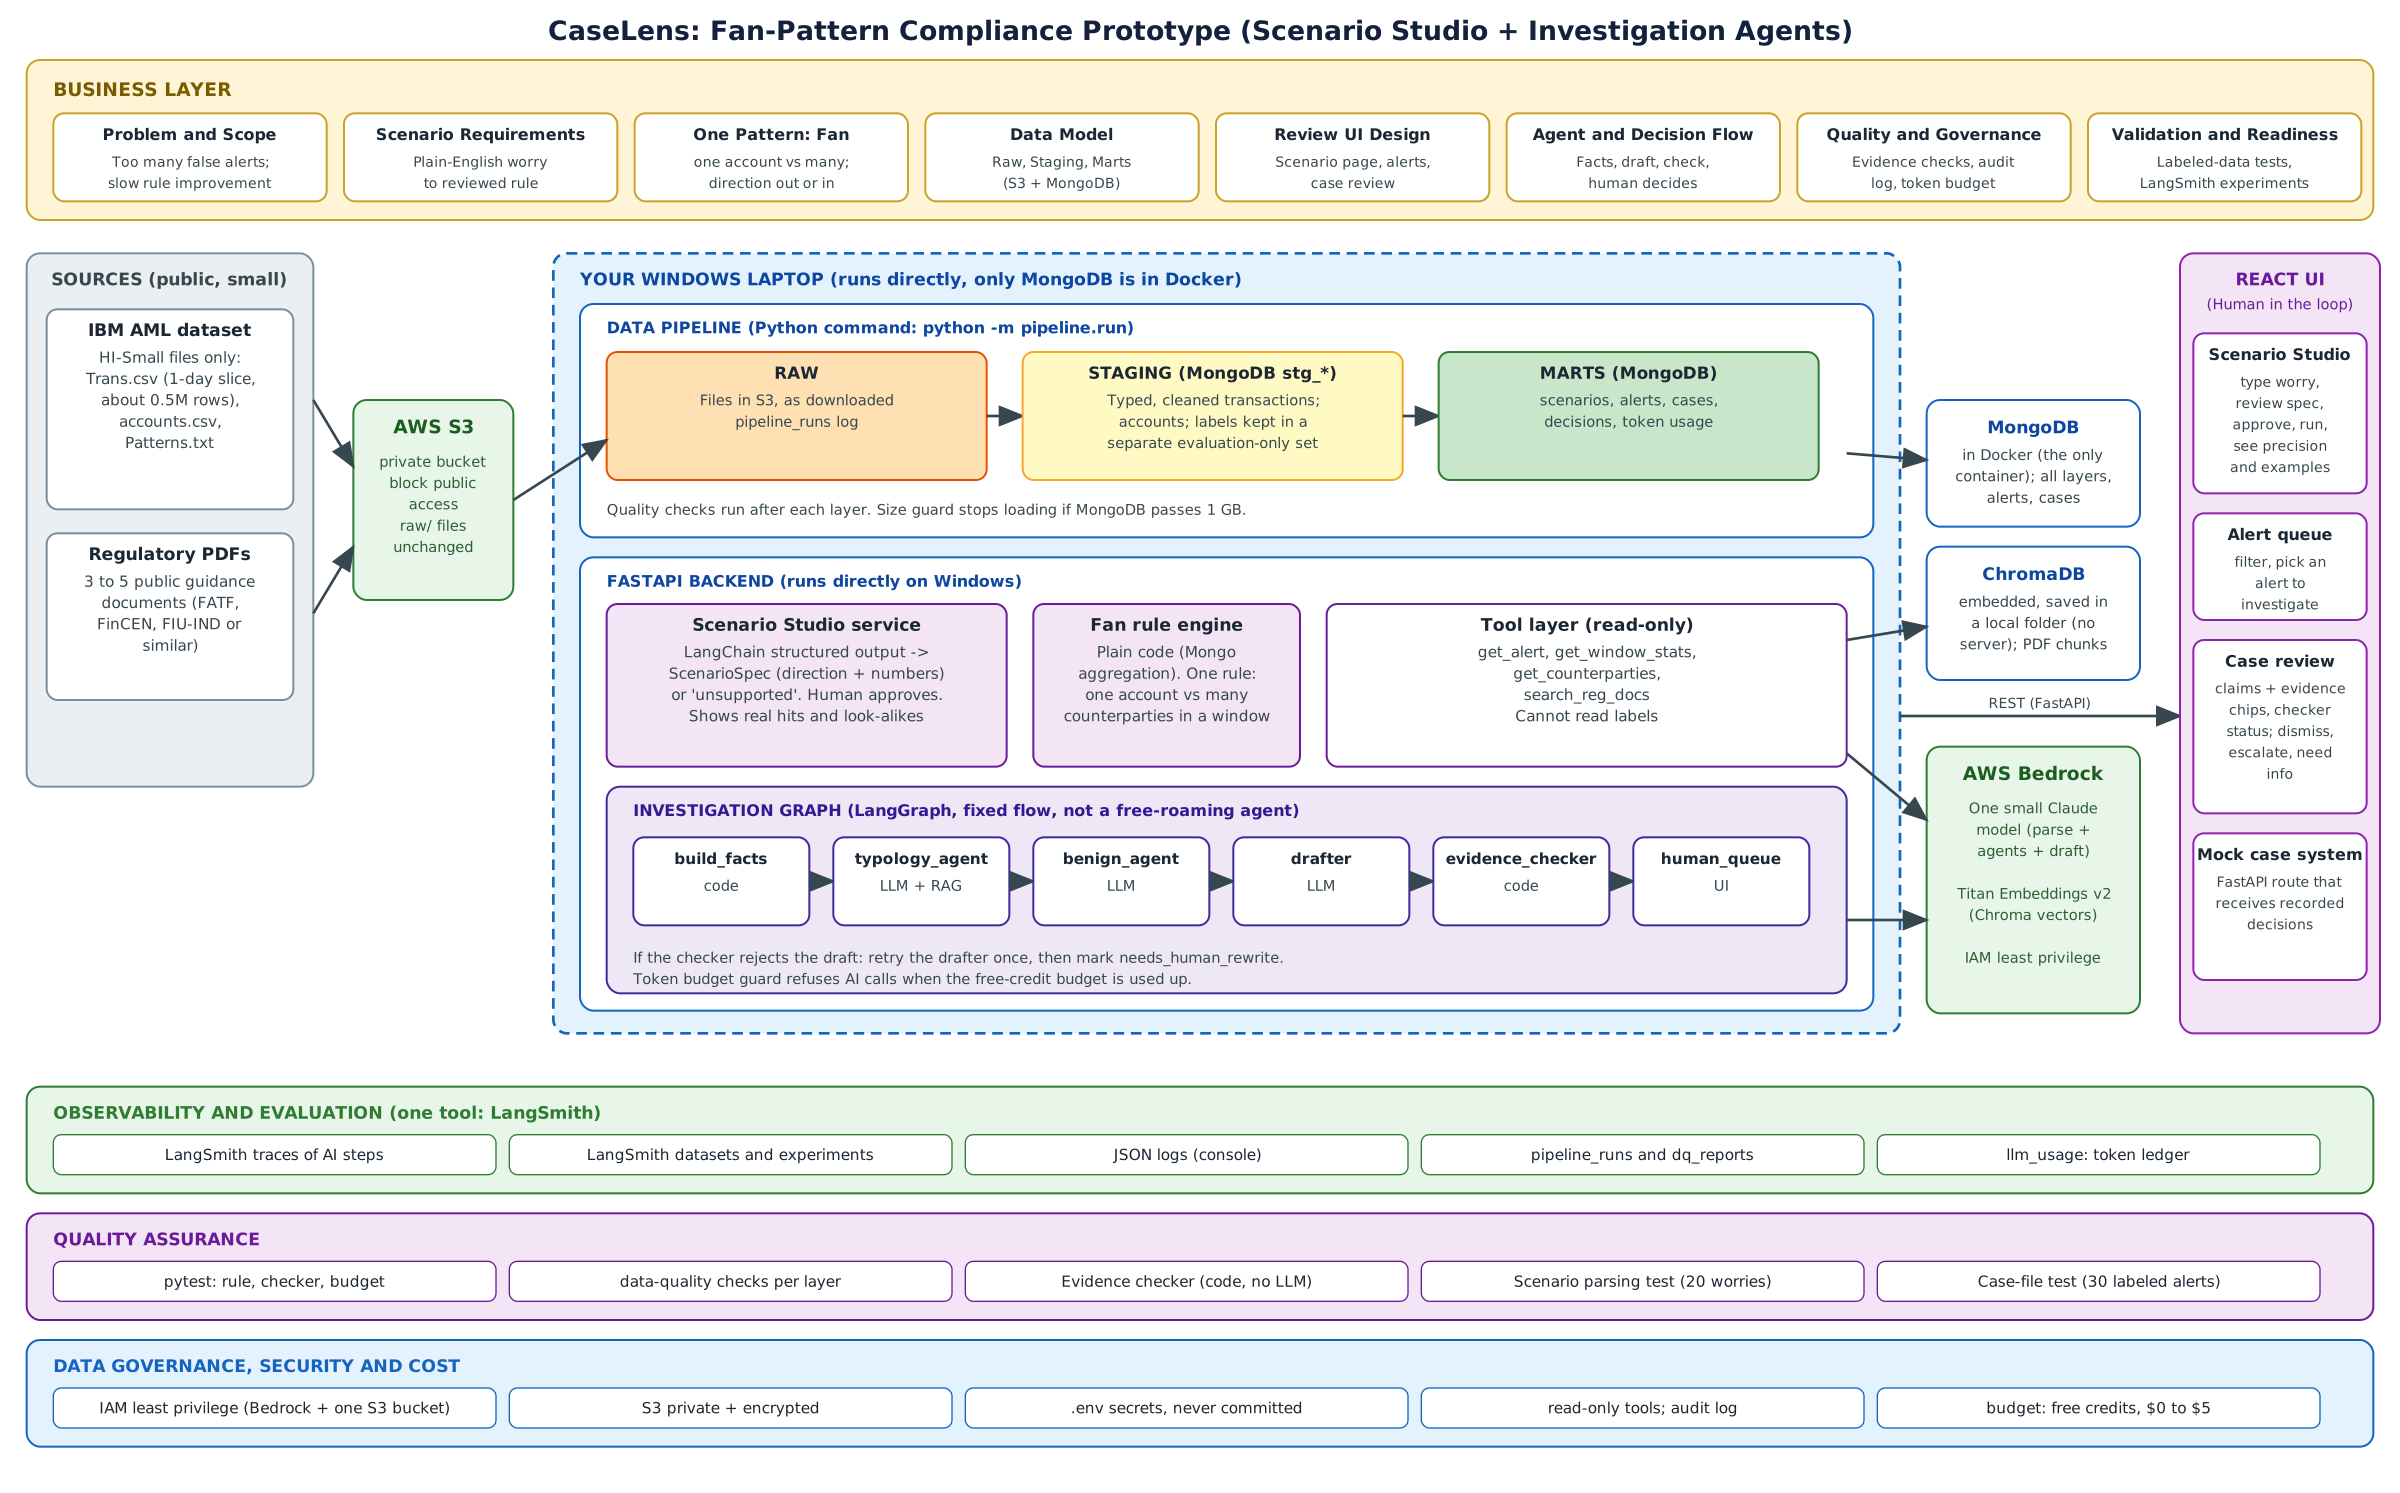 CaseLens: Fan-Pattern Compliance Prototype (Scenario Studio + Investigation Agents)
BUSINESS LAYER
Problem and Scope
Too many false alerts;
slow rule improvement
Scenario Requirements
Plain-English worry
to reviewed rule
One Pattern: Fan
one account vs many;
direction out or in
Data Model
Raw, Staging, Marts
(S3 + MongoDB)
Review UI Design
Scenario page, alerts,
case review
Agent and Decision Flow
Facts, draft, check,
human decides
Quality and Governance
Evidence checks, audit
log, token budget
Validation and Readiness
Labeled-data tests,
LangSmith experiments
SOURCES (public, small)
IBM AML dataset
HI-Small files only:
Trans.csv (1-day slice,
about 0.5M rows),
accounts.csv,
Patterns.txt
Regulatory PDFs
3 to 5 public guidance
documents (FATF,
FinCEN, FIU-IND or
similar)
AWS S3
private bucket
block public
access
raw/ files
unchanged
YOUR WINDOWS LAPTOP (runs directly, only MongoDB is in Docker)
DATA PIPELINE (Python command: python -m pipeline.run)
RAW
Files in S3, as downloaded
pipeline_runs log
STAGING (MongoDB stg_*)
Typed, cleaned transactions;
accounts; labels kept in a
separate evaluation-only set
MARTS (MongoDB)
scenarios, alerts, cases,
decisions, token usage
Quality checks run after each layer. Size guard stops loading if MongoDB passes 1 GB.
FASTAPI BACKEND (runs directly on Windows)
Scenario Studio service
LangChain structured output ->
ScenarioSpec (direction + numbers)
or 'unsupported'. Human approves.
Shows real hits and look-alikes
Fan rule engine
Plain code (Mongo
aggregation). One rule:
one account vs many
counterparties in a window
Tool layer (read-only)
get_alert, get_window_stats,
get_counterparties,
search_reg_docs
Cannot read labels
INVESTIGATION GRAPH (LangGraph, fixed flow, not a free-roaming agent)
build_facts
code
typology_agent
LLM + RAG
benign_agent
LLM
drafter
LLM
evidence_checker
code
human_queue
UI
If the checker rejects the draft: retry the drafter once, then mark needs_human_rewrite.
Token budget guard refuses AI calls when the free-credit budget is used up.
MongoDB
in Docker (the only
container); all layers,
alerts, cases
ChromaDB
embedded, saved in
a local folder (no
server); PDF chunks
REST (FastAPI)
AWS Bedrock
One small Claude
model (parse +
agents + draft)
Titan Embeddings v2
(Chroma vectors)
IAM least privilege
REACT UI
(Human in the loop)
Scenario Studio
type worry,
review spec,
approve, run,
see precision
and examples
Alert queue
filter, pick an
alert to
investigate
Case review
claims + evidence
chips, checker
status; dismiss,
escalate, need
info
Mock case system
FastAPI route that
receives recorded
decisions
OBSERVABILITY AND EVALUATION (one tool: LangSmith)
LangSmith traces of AI steps
LangSmith datasets and experiments
JSON logs (console)
pipeline_runs and dq_reports
llm_usage: token ledger
QUALITY ASSURANCE
pytest: rule, checker, budget
data-quality checks per layer
Evidence checker (code, no LLM)
Scenario parsing test (20 worries)
Case-file test (30 labeled alerts)
DATA GOVERNANCE, SECURITY AND COST
IAM least privilege (Bedrock + one S3 bucket)
S3 private + encrypted
.env secrets, never committed
read-only tools; audit log
budget: free credits, $0 to $5